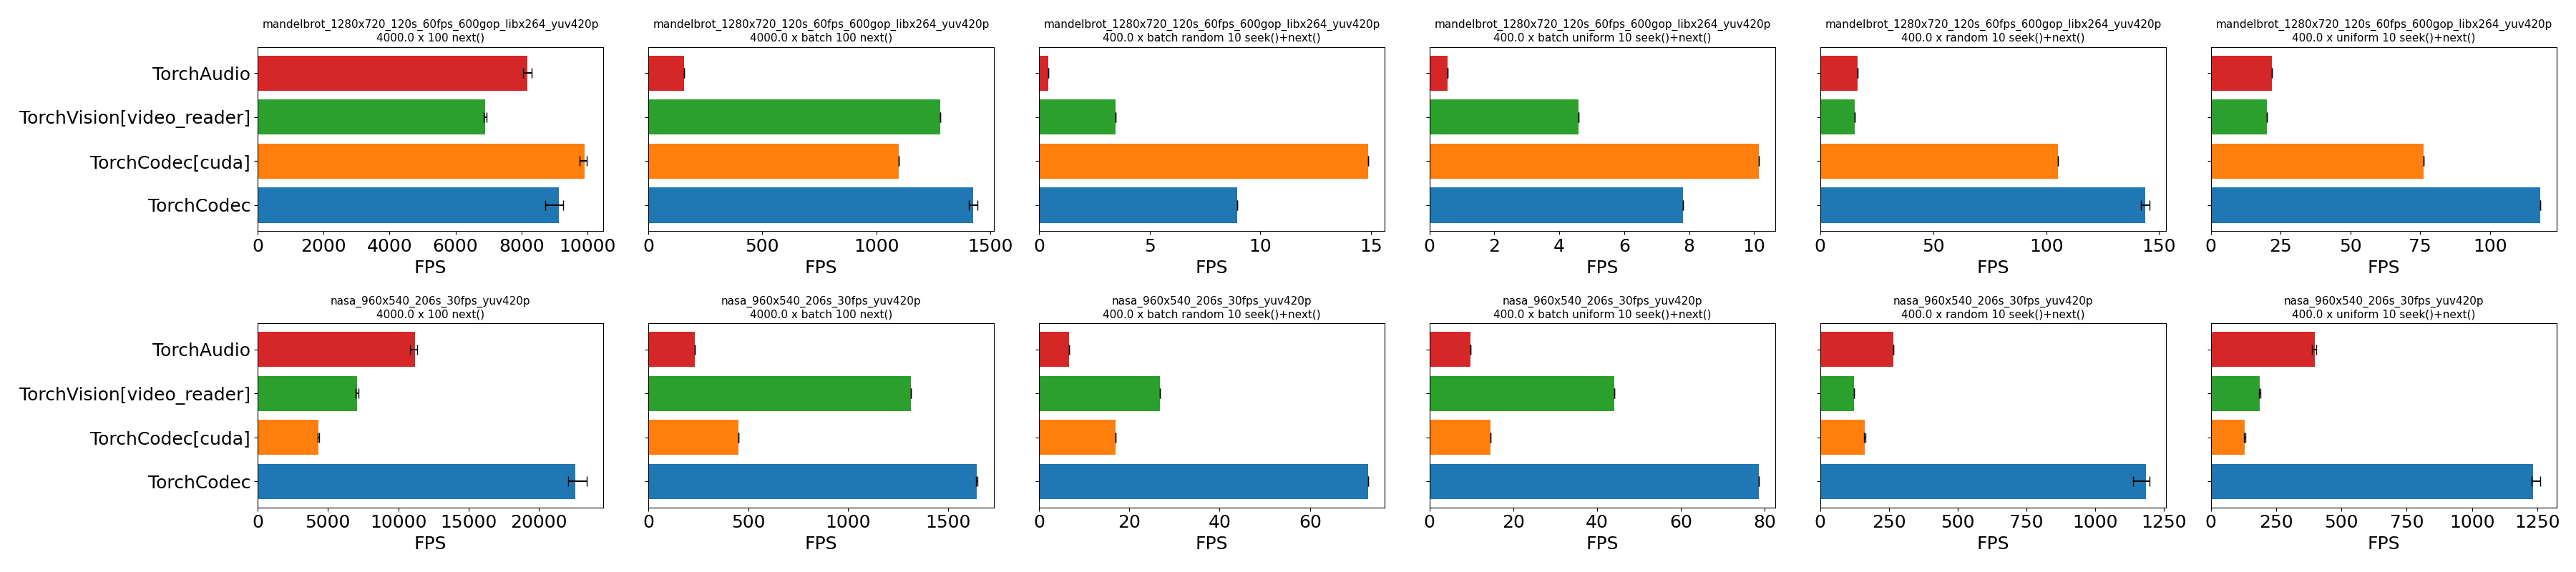 mandelbrot_1280x720_120s_60fps_600gop_libx264_yuv420p
4000.0 x 100 next()
mandelbrot_1280x720_120s_60fps_600gop_libx264_yuv420p
4000.0 x batch 100 next()
mandelbrot_1280x720_120s_60fps_600gop_libx264_yuv420p
400.0 x batch random 10 seek()+next()
mandelbrot_1280x720_120s_60fps_600gop_libx264_yuv420p
400.0 x batch uniform 10 seek()+next()
mandelbrot_1280x720_120s_60fps_600gop_libx264_yuv420p
400.0 x random 10 seek()+next()
mandelbrot_1280x720_120s_60fps_600gop_libx264_yuv420p
400.0 x uniform 10 seek()+next()
TorchAudio
TorchVision[video_reader]
TorchCodec[cuda]
TorchCodec
0 2000 4000 6000 8000 10000
FPS
0 500 1000 1500
FPS
0 5 10 15
FPS
0 2 4 6 8 10
FPS
0 50 100 150
FPS
0 25 50 75 100
FPS
nasa_960x540_206s_30fps_yuv420p
4000.0 x 100 next()
nasa_960x540_206s_30fps_yuv420p
4000.0 x batch 100 next()
nasa_960x540_206s_30fps_yuv420p
400.0 x batch random 10 seek()+next()
nasa_960x540_206s_30fps_yuv420p
400.0 x batch uniform 10 seek()+next()
nasa_960x540_206s_30fps_yuv420p
400.0 x random 10 seek()+next()
nasa_960x540_206s_30fps_yuv420p
400.0 x uniform 10 seek()+next()
TorchAudio
TorchVision[video_reader]
TorchCodec[cuda]
TorchCodec
0 5000 10000 15000 20000
FPS
0 500 1000 1500
FPS
0 20 40 60
FPS
0 20 40 60 80
FPS
0 250 500 750 1000 1250
FPS
0 250 500 750 1000 1250
FPS